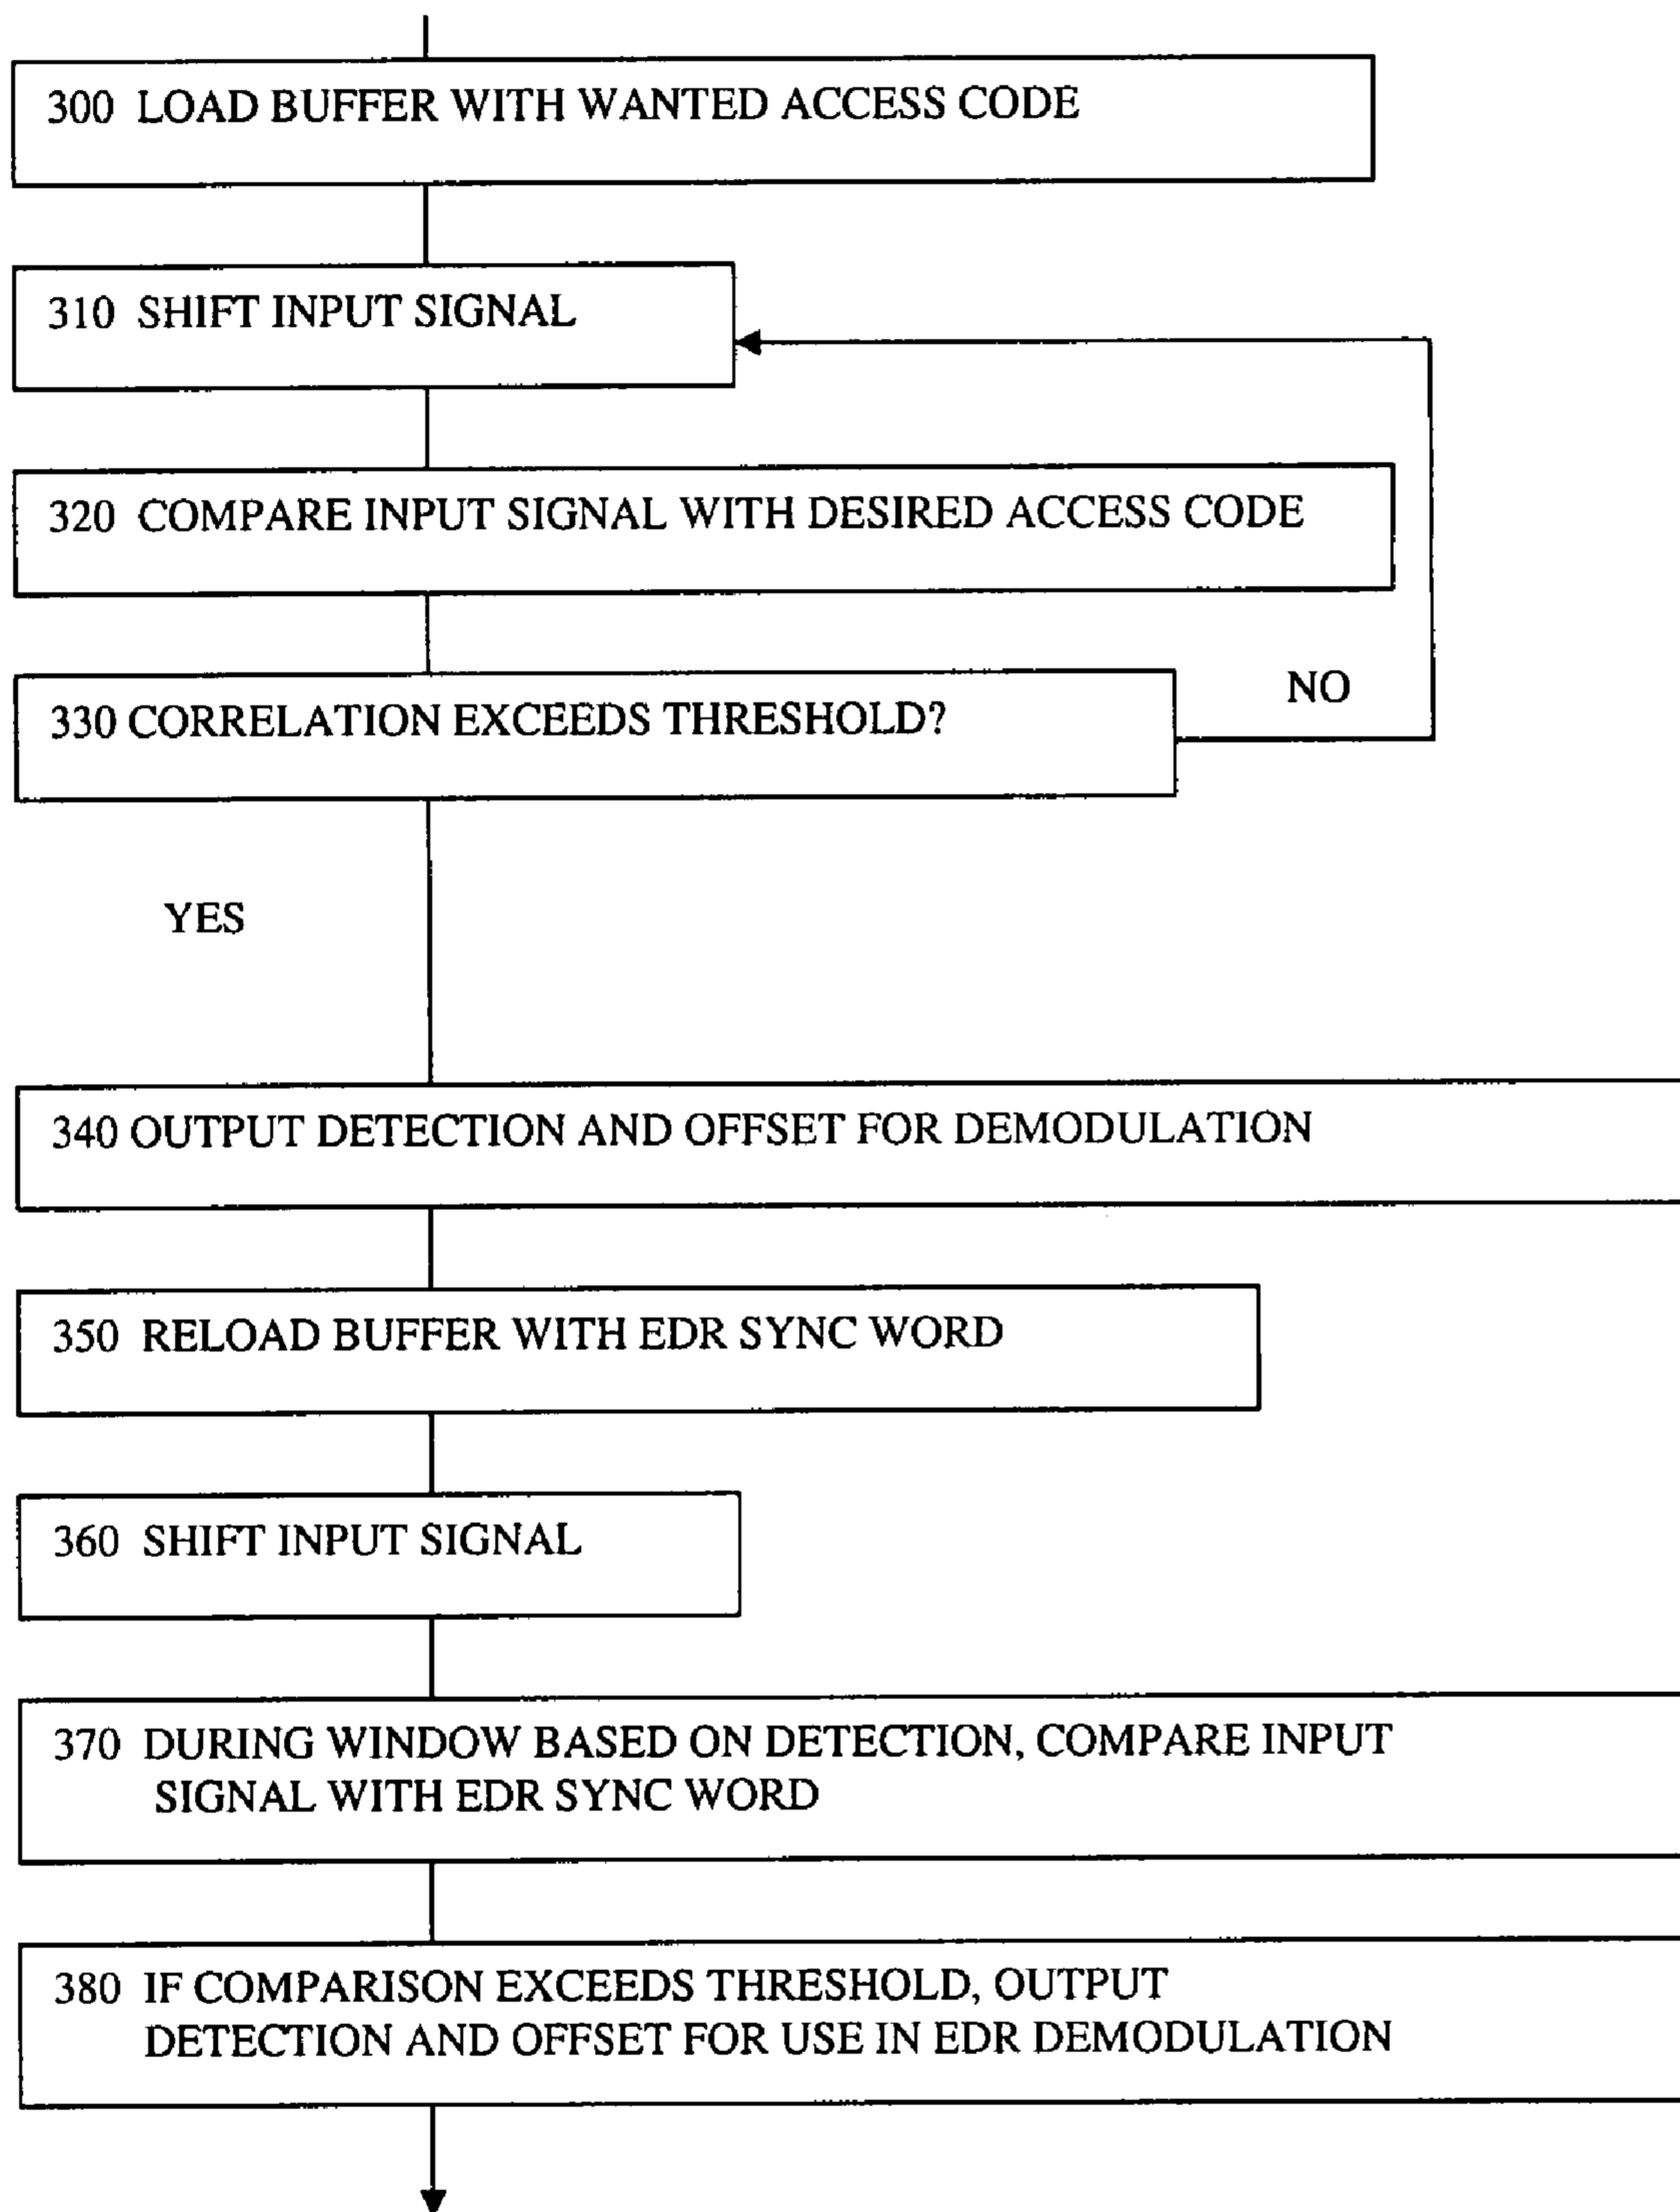 300 LOAD BUFFER WITH WANTED ACCESS CODE
310 SHIFT INPUT SIGNAL
320 COMPARE INPUT SIGNAL WITH DESIRED ACCESS CODE
330 CORRELATION EXCEEDS THRESHOLD?
NO
YES
340 OUTPUT DETECTION AND OFFSET FOR DEMODULATION
350 RELOAD BUFFER WITH EDR SYNC WORD
360 SHIFT INPUT SIGNAL
370 DURING WINDOW BASED ON DETECTION, COMPARE INPUT
SIGNAL WITH EDR SYNC WORD
380 IF COMPARISON EXCEEDS THRESHOLD, OUTPUT
DETECTION AND OFFSET FOR USE IN EDR DEMODULATION